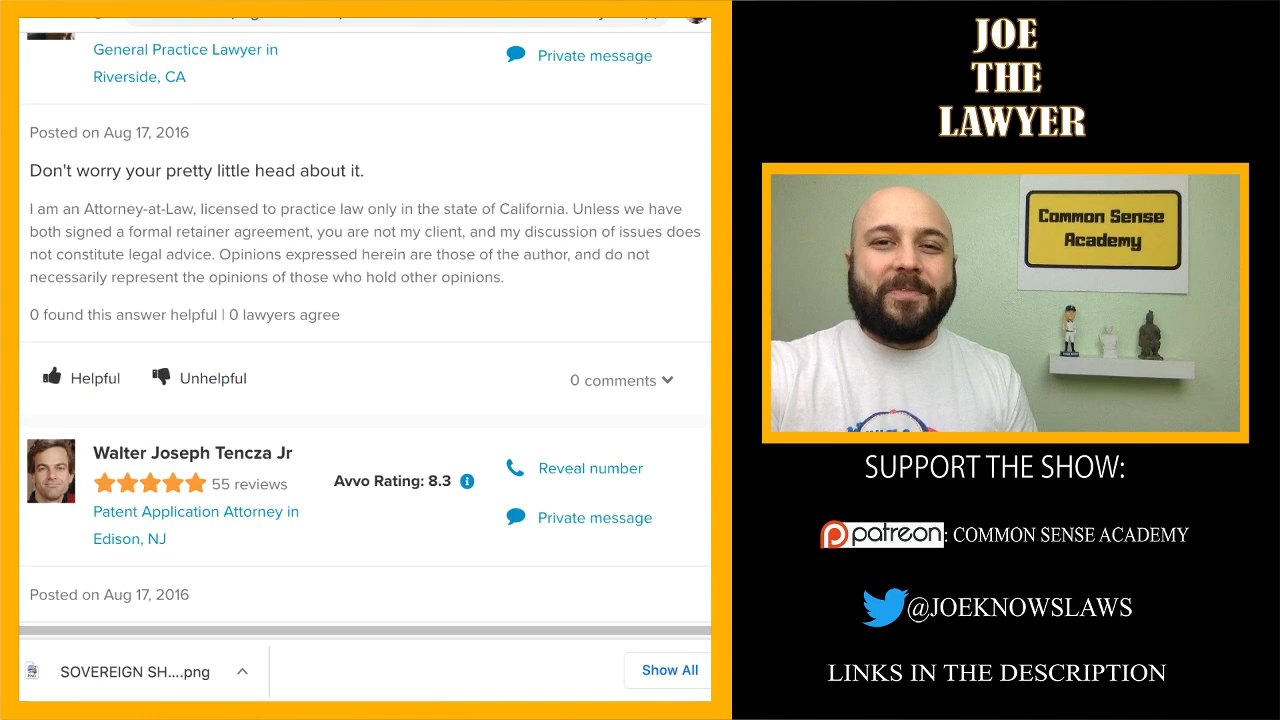 General Practice Lawyer in
Riverside, CA
Private message
Posted on Aug 17, 2016
Don't worry your pretty little head about it.
I am an Attorney-at-Law, licensed to practice law only in the state of California. Unless we have
both signed a formal retainer agreement, you are not my client, and my discussion of issues does
not constitute legal advice. Opinions expressed herein are those of the author, and do not
necessarily represent the opinions of those who hold other opinions.
0 found this answer helpful | 0 lawyers agree
Helpful
Unhelpful
0 comments
Walter Joseph Tencza Jr
55 reviews
Avvo Rating: 8.3
Reveal number
Patent Application Attorney in
Edison, NJ
Private message
Posted on Aug 17, 2016
SOVEREIGN SH....png
Show All
JOE
THE
LAWYER
Common Sense
Academy
SUPPORT THE SHOW:
patreon: COMMON SENSE ACADEMY
@JOEKNOWSLAWS
LINKS IN THE DESCRIPTION